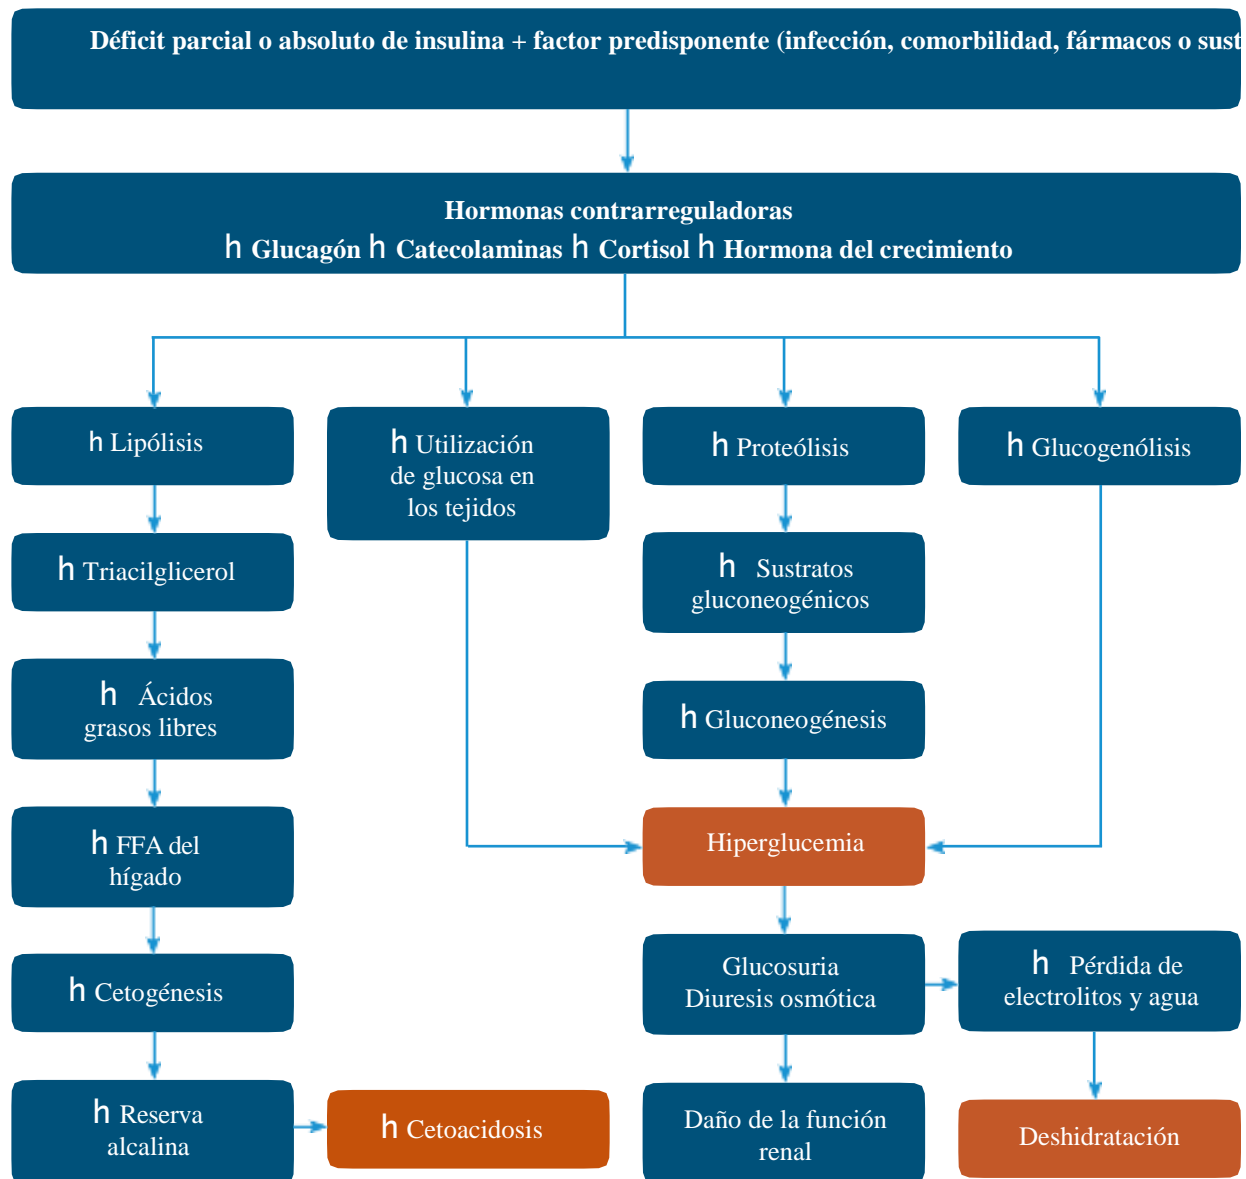 Déficit parcial o absoluto de insulina + factor predisponente (infección, comorbilidad, fármacos o sust
Hormonas contrarreguladoras
h Glucagón h Catecolaminas h Cortisol h Hormona del crecimiento
h Lipólisis
h Utilización
de glucosa en
los tejidos
h Proteólisis
h Glucogenólisis
h Triacilglicerol
h Sustratos
gluconeogénicos
h Ácidos
grasos libres
h Gluconeogénesis
h FFA del
hígado
Hiperglucemia
h Cetogénesis
Glucosuria
Diuresis osmótica
h Pérdida de
electrolitos y agua
h Reserva
alcalina
h Cetoacidosis
Daño de la función
renal
Deshidratación